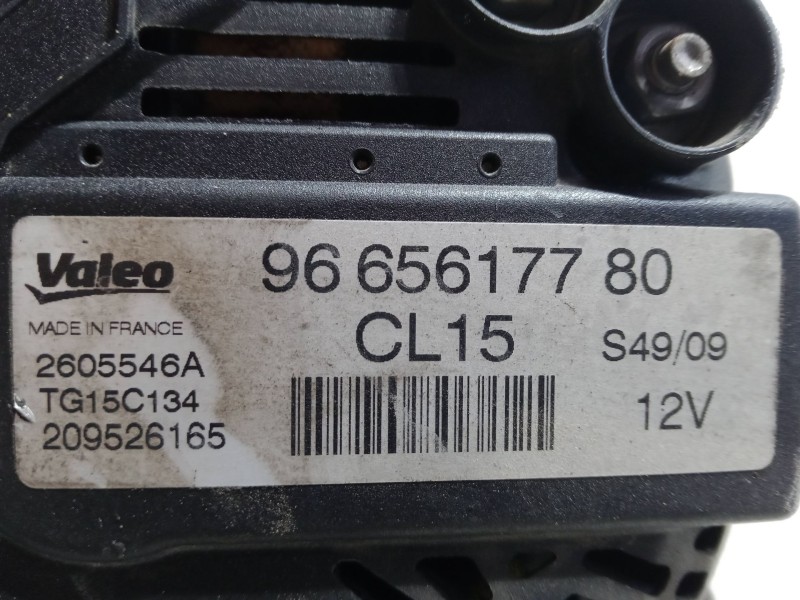 Valeo
96 656177 80
MADE IN FRANCE
CL15
S49/09
2605546A
TG15C134
12V
209526165